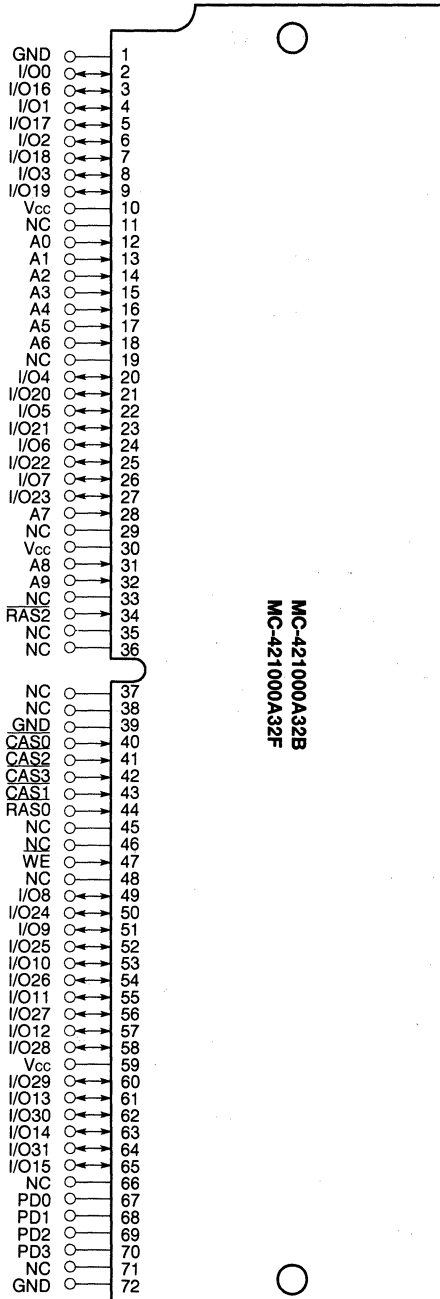 GND 1
I/O0 2
I/O16 3
I/O1 4
I/O17 5
I/O2 6
I/O18 7
I/O3 8
I/O19 9
Vcc 10
NC 11
A0 12
A1 13
A2 14
A3 15
A4 16
A5 17
A6 18
NC 19
I/O4 20
I/O20 21
I/O5 22
I/O21 23
I/O6 24
I/O22 25
I/O7 26
I/O23 27
A7 28
NC 29
Vcc 30
A8 31
A9 32
NC 33
R̅A̅S̅2̅ 34
NC 35
NC 36
NC 37
NC 38
GND 39
C̅A̅S̅0̅ 40
C̅A̅S̅2̅ 41
C̅A̅S̅3̅ 42
C̅A̅S̅1̅ 43
R̅A̅S̅0̅ 44
NC 45
NC 46
W̅E̅ 47
NC 48
I/O8 49
I/O24 50
I/O9 51
I/O25 52
I/O10 53
I/O26 54
I/O11 55
I/O27 56
I/O12 57
I/O28 58
Vcc 59
I/O29 60
I/O13 61
I/O30 62
I/O14 63
I/O31 64
I/O15 65
NC 66
PD0 67
PD1 68
PD2 69
PD3 70
NC 71
GND 72
MC-421000A32B
MC-421000A32F